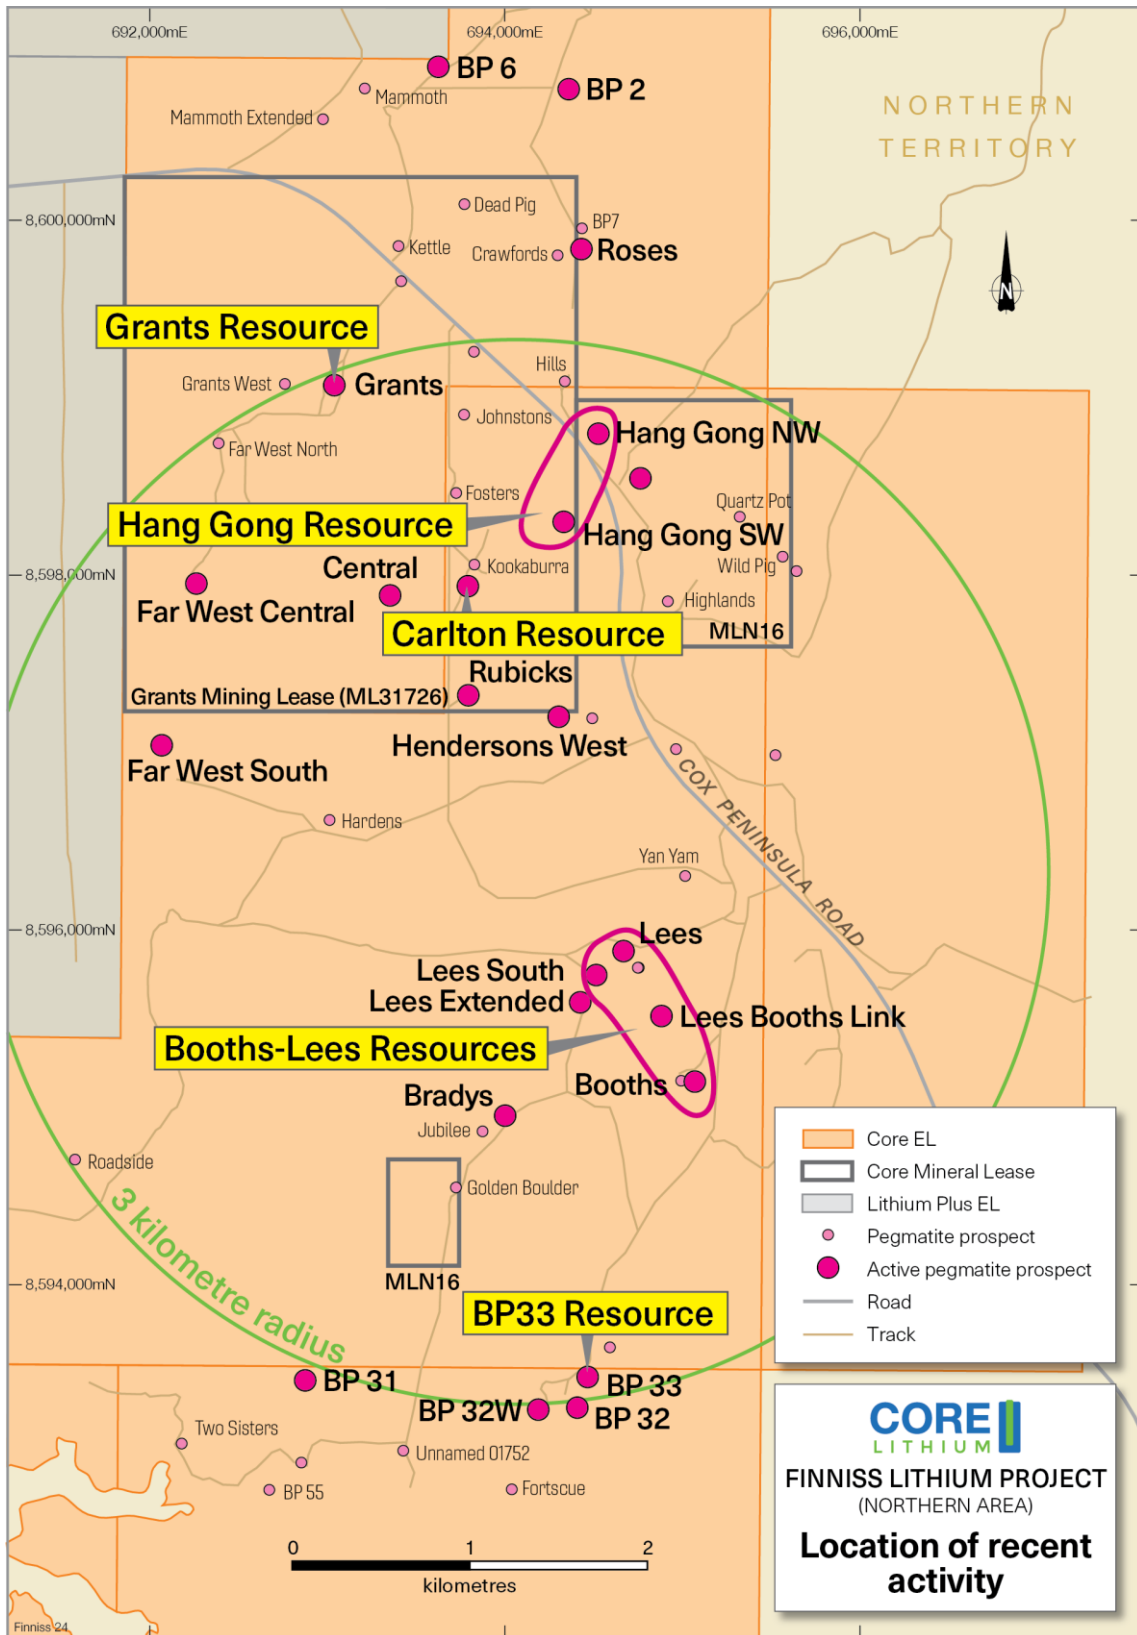 692,000mE
694,000mE
696,000mE
BP 6
BP 2
Mammoth
Mammoth Extended
NORTHERN
TERRITORY
8,600,000mN
Dead Pig
BP7
Kettle
Crawfords
Roses
N
Grants Resource
Hills
Grants West
Grants
Johnstons
Hang Gong NW
Far West North
Fosters
Quartz Pot
Hang Gong Resource
Hang Gong SW
8,598,000mN
Central
Kookaburra
Wild Pig
Far West Central
Highlands
Carlton Resource
MLN16
Rubicks
Grants Mining Lease (ML31726)
Hendersons West
Far West South
COX PENINSULA ROAD
Hardens
Yan Yam
8,596,000mN
Lees
Lees South
Lees Extended
Lees Booths Link
Booths-Lees Resources
Booths
Bradys
Jubilee
Roadside
Golden Boulder
3 kilometre radius
8,594,000mN
MLN16
BP33 Resource
BP 31
BP 33
BP 32W
BP 32
Two Sisters
Unnamed 01752
BP 55
Fortscue
0
1
2
kilometres
Finniss 24
Core EL
Core Mineral Lease
Lithium Plus EL
Pegmatite prospect
Active pegmatite prospect
Road
Track
CORE
LITHIUM
FINNISS LITHIUM PROJECT
(NORTHERN AREA)
Location of recent
activity